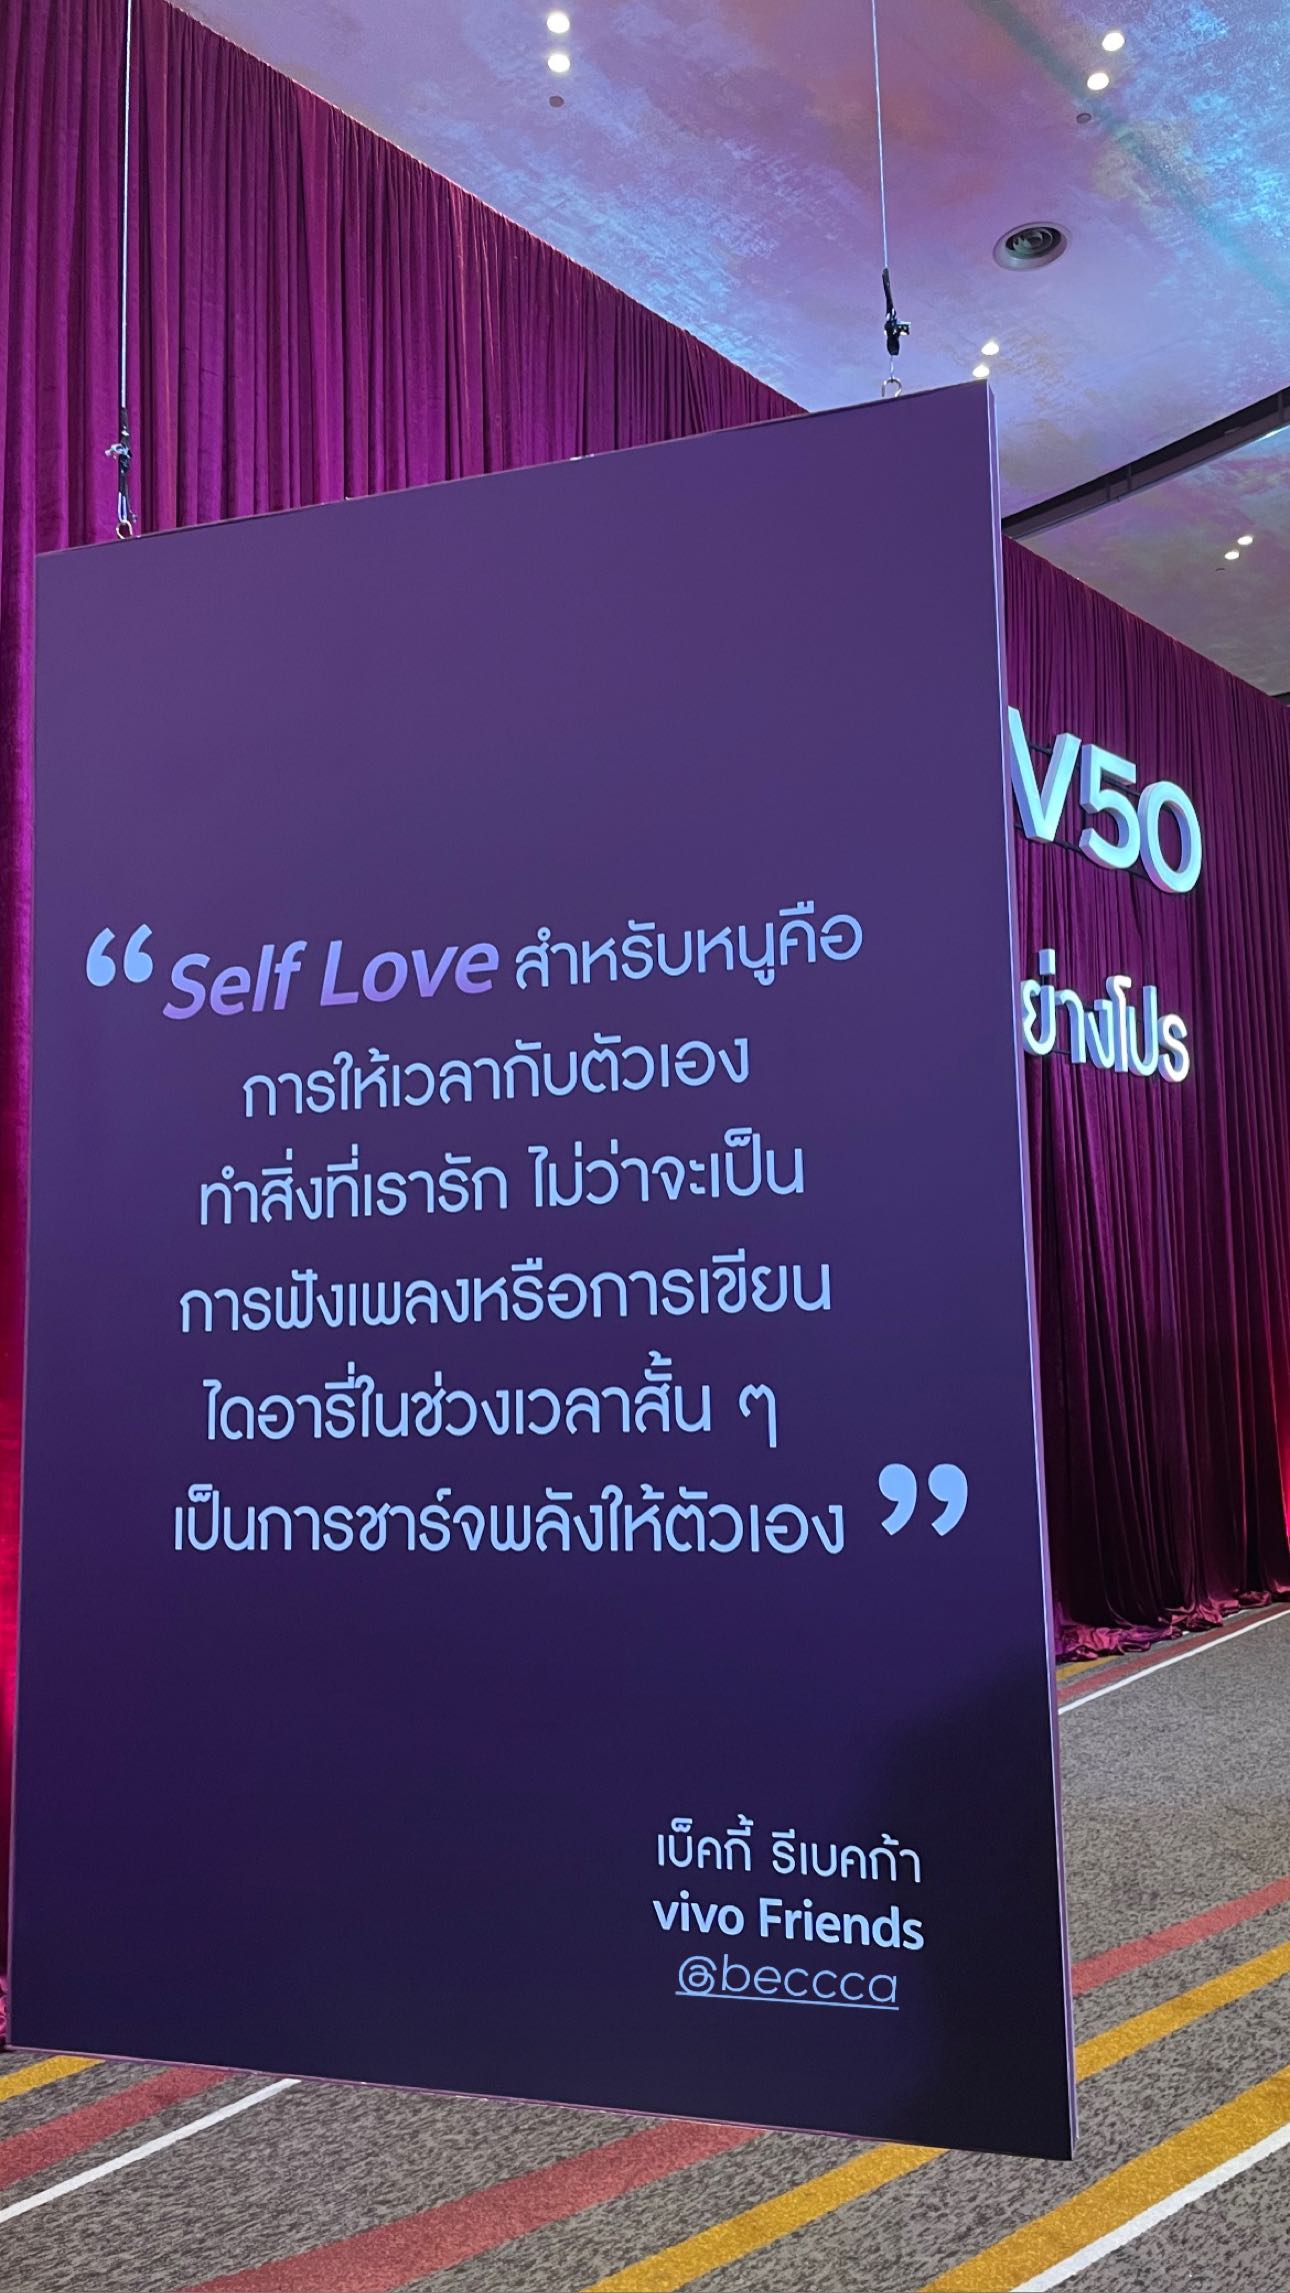 “Self Love สำหรับหนูคือ
การให้เวลากับตัวเอง
ทำสิ่งที่เรารัก ไม่ว่าจะเป็น
การฟังเพลงหรือการเขียน
ไดอารี่ในช่วงเวลาสั้น ๆ
เป็นการชาร์จพลังให้ตัวเอง”
เบ็คกี้ รีเบคก้า
vivo Friends
@beccca
V50
ย่างโปร